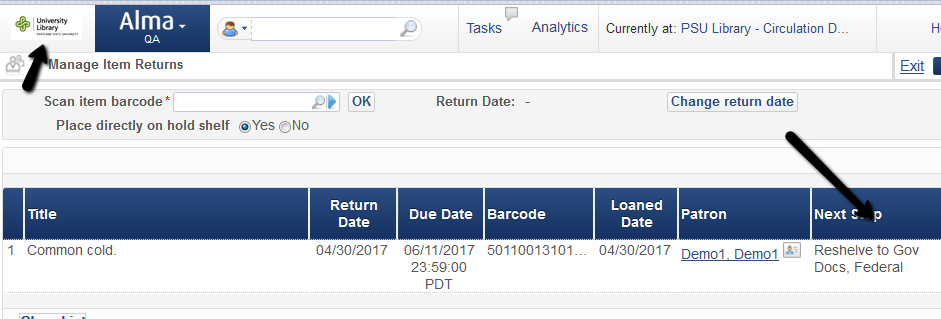 University
Library
PORTLAND STATE UNIVERSITY
Alma
QA
Tasks
Analytics
Currently at: PSU Library - Circulation D...
Manage Item Returns
Exit
Scan item barcode * OK Return Date: - Change return date
Place directly on hold shelf Yes No
Title Return Date Due Date Barcode Loaned Date Patron Next Step
1 Common cold. 04/30/2017 06/11/2017 50110013101... 04/30/2017 Demo1, Demo1 Reshelve to Gov
23:59:00 Docs, Federal
PDT